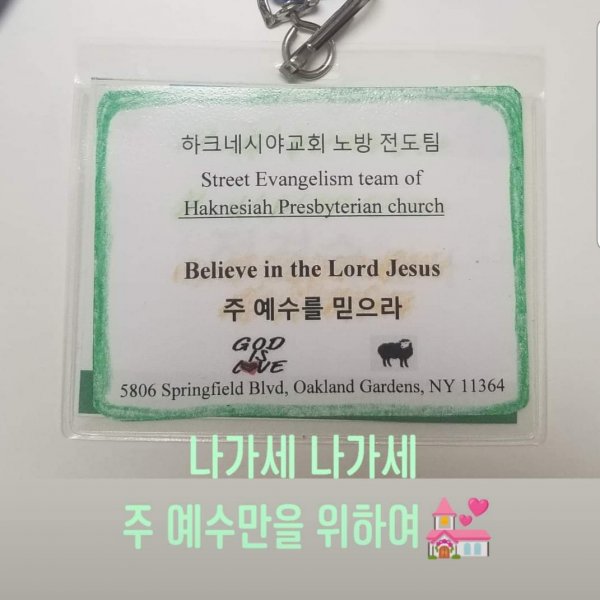 하크네시야교회 노방 전도팀
Street Evangelism team of
Haknesiah Presbyterian church
Believe in the Lord Jesus
주 예수를 믿으라
GOD
IS
LOVE
5806 Springfield Blvd, Oakland Gardens, NY 11364
나가세 나가세
주 예수만을 위하여